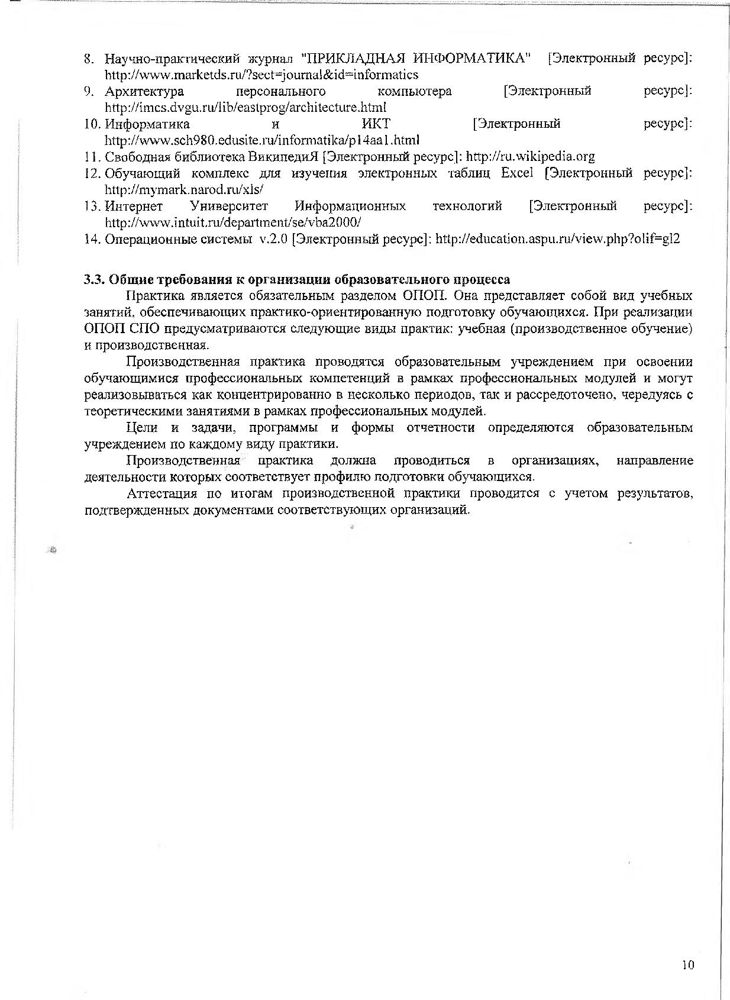 8. Научно-практический журнал "ПРИКЛАДНАЯ ИНФОРМАТИКА" [Электронный ресурс]:
http://www.marketds.ru/?sect=journal&id=informatics
9. Архитектура персонального компьютера [Электронный ресурс]:
http://imcs.dvgu.ru/lib/eastprog/architecture.html
10. Информатика и ИКТ [Электронный ресурс]:
http://www.sch980.edusite.ru/informatika/p14aa1.html
11. Свободная библиотека ВикипедиЯ [Электронный ресурс]: http://ru.wikipedia.org
12. Обучающий комплекс для изучения электронных таблиц Excel [Электронный ресурс]:
http://mymark.narod.ru/xls/
13. Интернет Университет Информационных технологий [Электронный ресурс]:
http://www.intuit.ru/department/se/vba2000/
14. Операционные системы v.2.0 [Электронный ресурс]: http://education.aspu.ru/view.php?olif=gl2
3.3. Общие требования к организации образовательного процесса
Практика является обязательным разделом ОПОП. Она представляет собой вид учебных
занятий, обеспечивающих практико-ориентированную подготовку обучающихся. При реализации
ОПОП СПО предусматриваются следующие виды практик: учебная (производственное обучение)
и производственная.
Производственная практика проводятся образовательным учреждением при освоении
обучающимися профессиональных компетенций в рамках профессиональных модулей и могут
реализовываться как концентрированно в несколько периодов, так и рассредоточено, чередуясь с
теоретическими занятиями в рамках профессиональных модулей.
Цели и задачи, программы и формы отчетности определяются образовательным
учреждением по каждому виду практики.
Производственная практика должна проводиться в организациях, направление
деятельности которых соответствует профилю подготовки обучающихся.
Аттестация по итогам производственной практики проводится с учетом результатов,
подтвержденных документами соответствующих организаций.
10